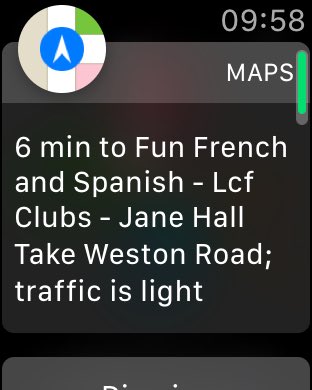 09:58
MAPS
6 min to Fun French
and Spanish - Lcf
Clubs - Jane Hall
Take Weston Road;
traffic is light